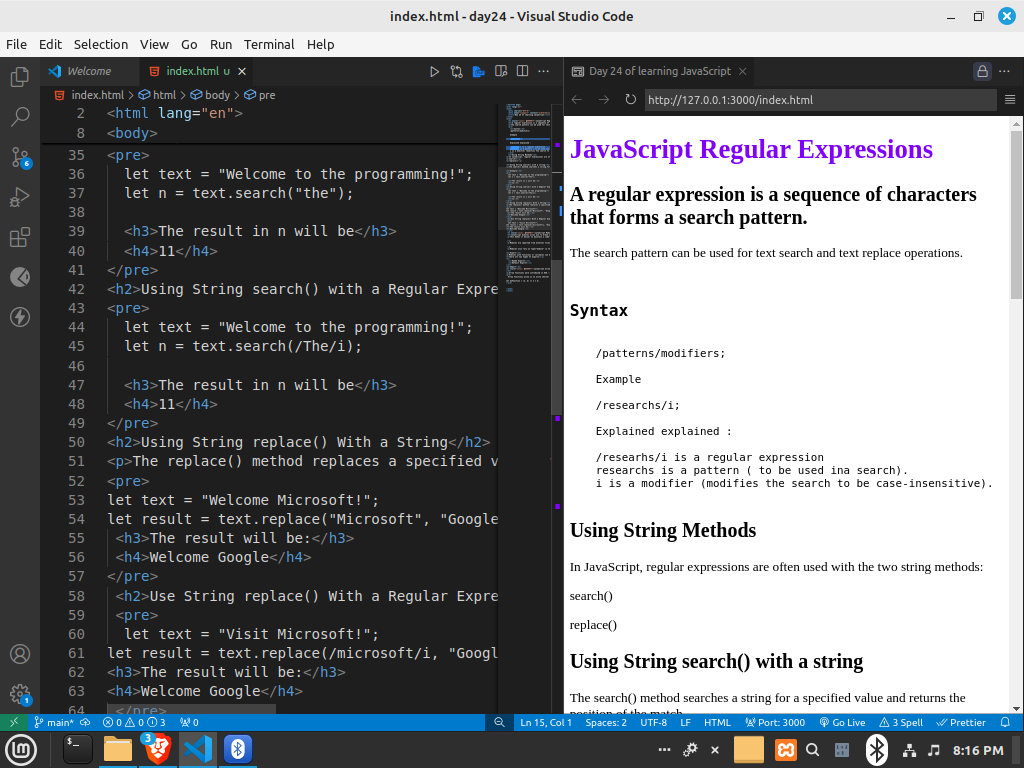 index.html - day24 - Visual Studio Code
File Edit Selection View Go Run Terminal Help
Welcome
index.html U
index.html > html > body > pre
2 <html lang="en">
8 <body>
35 <pre>
36 let text = "Welcome to the programming!";
37 let n = text.search("the");
38
39 <h3>The result in n will be</h3>
40 <h4>11</h4>
41 </pre>
42 <h2>Using String search() with a Regular Expre
43 <pre>
44 let text = "Welcome to the programming!";
45 let n = text.search(/The/i);
46
47 <h3>The result in n will be</h3>
48 <h4>11</h4>
49 </pre>
50 <h2>Using String replace() With a String</h2>
51 <p>The replace() method replaces a specified v
52 <pre>
53 let text = "Welcome Microsoft!";
54 let result = text.replace("Microsoft", "Google
55 <h3>The result will be:</h3>
56 <h4>Welcome Google</h4>
57 </pre>
58 <h2>Use String replace() With a Regular Expre
59 <pre>
60 let text = "Visit Microsoft!";
61 let result = text.replace(/microsoft/i, "Googl
62 <h3>The result will be:</h3>
63 <h4>Welcome Google</h4>
64 </pre>
6
1
Day 24 of learning JavaScript
http://127.0.0.1:3000/index.html
JavaScript Regular Expressions
A regular expression is a sequence of characters
that forms a search pattern.
The search pattern can be used for text search and text replace operations.
Syntax
/patterns/modifiers;
Example
/researchs/i;
Explained explained :
/researhs/i is a regular expression
researchs is a pattern ( to be used ina search).
i is a modifier (modifies the search to be case-insensitive).
Using String Methods
In JavaScript, regular expressions are often used with the two string methods:
search()
replace()
Using String search() with a string
The search() method searches a string for a specified value and returns the
position of the match
main* 0 0 3 0 Ln 15, Col 1 Spaces: 2 UTF-8 LF HTML Port: 3000 Go Live 3 Spell Prettier
3
8:16 PM